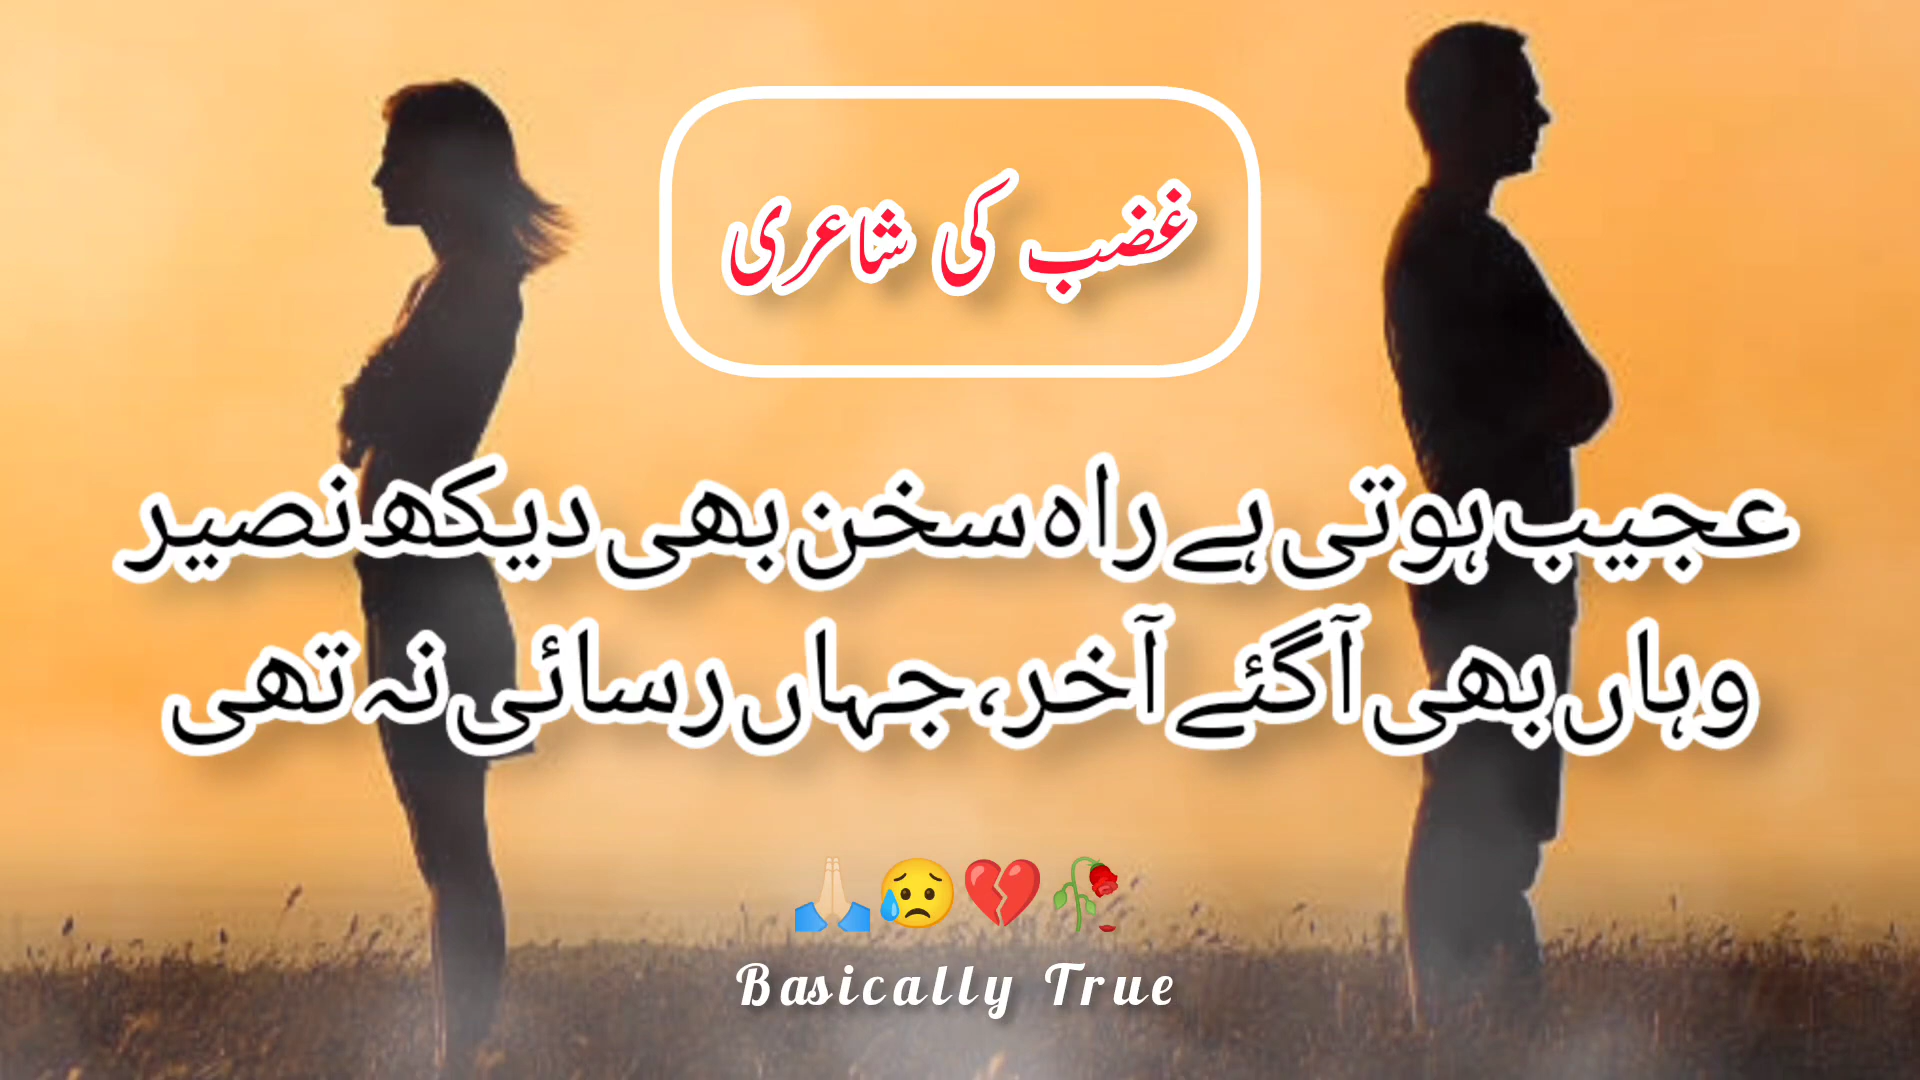 غضب کی شاعری
عجیب ہوتی ہے راہ سخن بھی دیکھ نصیر
وہاں بھی آگئے آخر، جہاں رسائی نہ تھی
🙏🏻😥💔🥀
Basically True